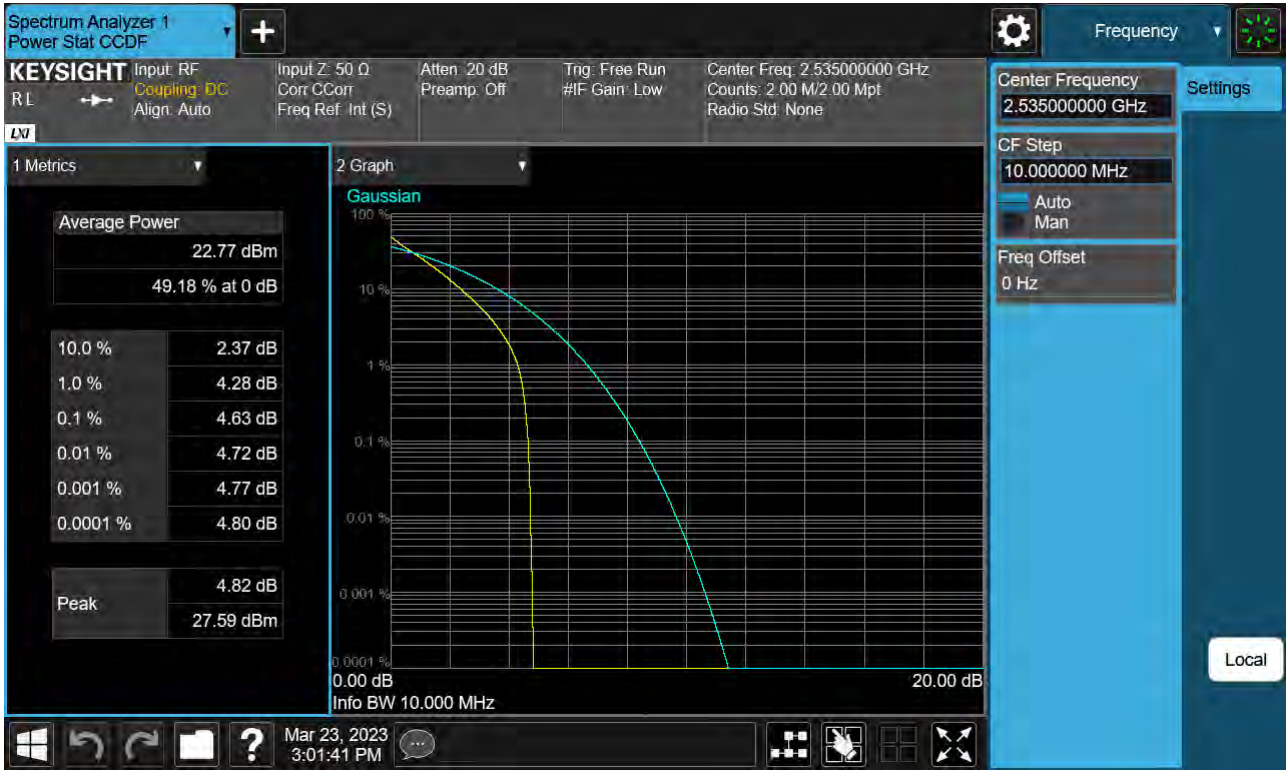 Spectrum Analyzer 1
Power Stat CCDF
Frequency
KEYSIGHT
R L
LXI
Input: RF
Coupling: DC
Align: Auto
Input Z: 50 Ω
Corr CCorr
Freq Ref: Int (S)
Atten: 20 dB
Preamp: Off
Trig: Free Run
#IF Gain: Low
Center Freq: 2.535000000 GHz
Counts: 2.00 M/2.00 Mpt
Radio Std: None
Center Frequency
2.535000000 GHz
Settings
CF Step
10.000000 MHz
Auto
Man
Freq Offset
0 Hz
Local
1 Metrics
Average Power
22.77 dBm
49.18 % at 0 dB
10.0 % 2.37 dB
1.0 % 4.28 dB
0.1 % 4.63 dB
0.01 % 4.72 dB
0.001 % 4.77 dB
0.0001 % 4.80 dB
Peak
4.82 dB
27.59 dBm
2 Graph
Gaussian
100 %
10 %
1 %
0.1 %
0.01 %
0.001 %
0.0001 %
0.00 dB
20.00 dB
Info BW 10.000 MHz
?
Mar 23, 2023
3:01:41 PM